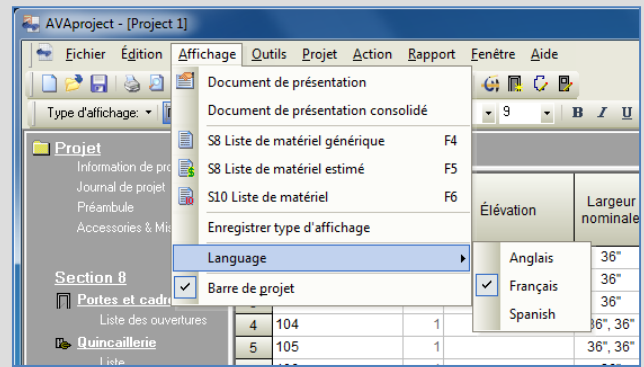 AVAproject - [Project 1]
Fichier Édition Affichage Outils Projet Action Rapport Fenêtre Aide
Type d'affichage:
9 B I U
Document de présentation
Document de présentation consolidé
S8 Liste de matériel générique F4
S8 Liste de matériel estimé F5
S10 Liste de matériel F6
Enregistrer type d'affichage
Language
Barre de projet
Anglais
Français
Spanish
Projet
Information de pro
Journal de projet
Préambule
Accessories & Mis
Section 8
Portes et cadre
Liste des ouvertures
Quincaillerie
Liste
Élévation
Largeur nominale
36"
36"
36"
4 104 1 36", 36"
5 105 1 36", 36"